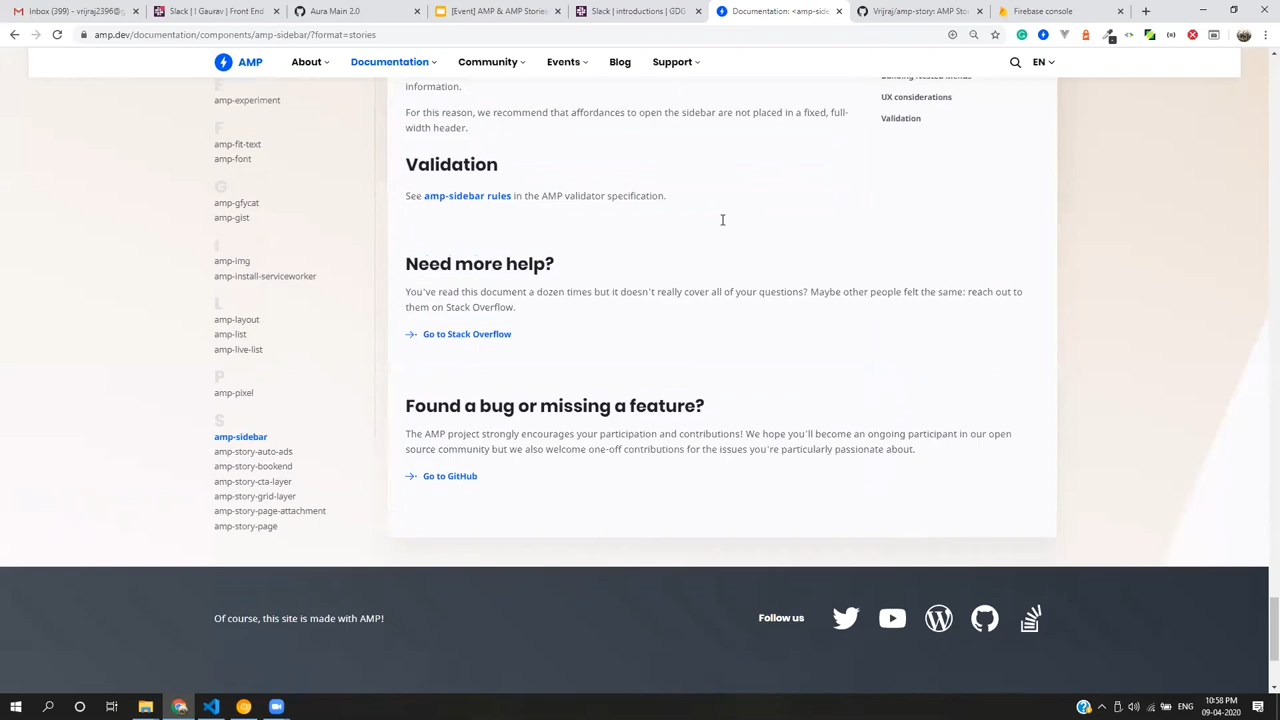 Inbox (399) - vrijraj2396@g
Slack | ! Gaurav | Front End
Aura Main 2.0
[Event] AMP & AMP Stories
Slack | introductions | GDG
Documentation: <amp-side
Vrijraj/amp-story: AMP Sto
Firebase console
amp.dev/documentation/components/amp-sidebar/?format=stories
AMP
About
Documentation
Community
Events
Blog
Support
EN
E
amp-experiment
F
amp-fit-text
amp-font
G
amp-gfycat
amp-gist
I
amp-img
amp-install-serviceworker
L
amp-layout
amp-list
amp-live-list
P
amp-pixel
S
amp-sidebar
amp-story-auto-ads
amp-story-bookend
amp-story-cta-layer
amp-story-grid-layer
amp-story-page-attachment
amp-story-page
information.
For this reason, we recommend that affordances to open the sidebar are not placed in a fixed, full-
width header.
Validation
See amp-sidebar rules in the AMP validator specification.
Need more help?
You've read this document a dozen times but it doesn't really cover all of your questions? Maybe other people felt the same: reach out to
them on Stack Overflow.
Go to Stack Overflow
Found a bug or missing a feature?
The AMP project strongly encourages your participation and contributions! We hope you'll become an ongoing participant in our open
source community but we also welcome one-off contributions for the issues you're particularly passionate about.
Go to GitHub
Building Nested Menus
UX considerations
Validation
Of course, this site is made with AMP!
Follow us
ENG
10:58 PM
09-04-2020